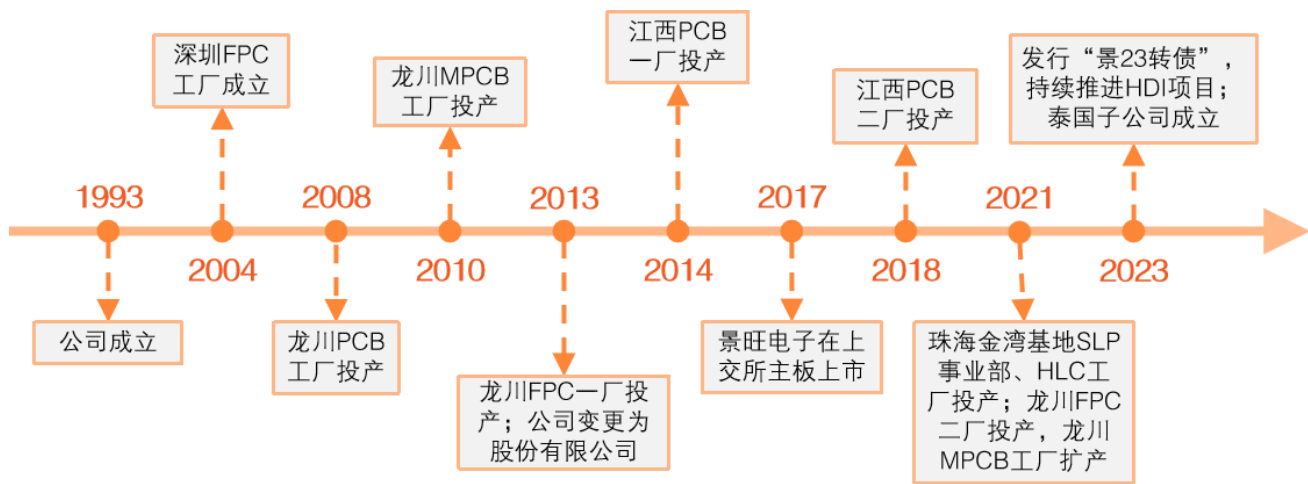 深圳FPC
工厂成立
龙川MPCB
工厂投产
江西PCB
一厂投产
江西PCB
二厂投产
发行“景23转债”，
持续推进HDI项目；
泰国子公司成立
1993
2008
2013
2017
2021
2004
2010
2014
2018
2023
公司成立
龙川PCB
工厂投产
龙川FPC一厂投
产；公司变更为
股份有限公司
景旺电子在上
交所主板上市
珠海金湾基地SLP
事业部、HLC工
厂投产；龙川FPC
二厂投产，龙川
MPCB工厂扩产